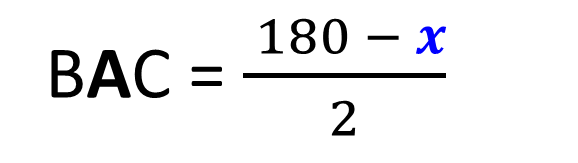 BAC = (180 − x) / 2